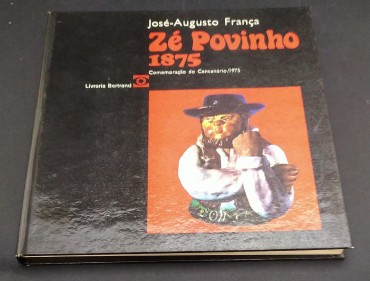 José-Augusto França
Zé Povinho
1875
Comemoração do Centenário/1975
Livraria Bertrand